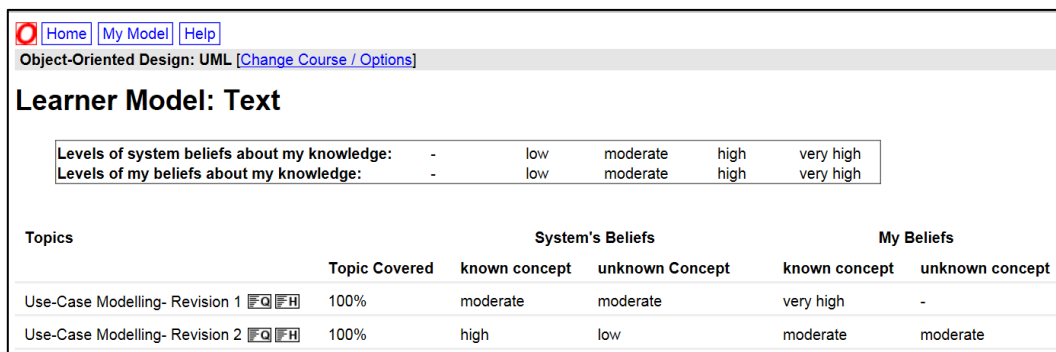 Home My Model Help
Object-Oriented Design: UML [Change Course / Options]
Learner Model: Text
Levels of system beliefs about my knowledge: - low moderate high very high
Levels of my beliefs about my knowledge: - low moderate high very high
Topics System's Beliefs My Beliefs
Topic Covered known concept unknown Concept known concept unknown concept
Use-Case Modelling- Revision 1 Q H 100% moderate moderate very high -
Use-Case Modelling- Revision 2 Q H 100% high low moderate moderate